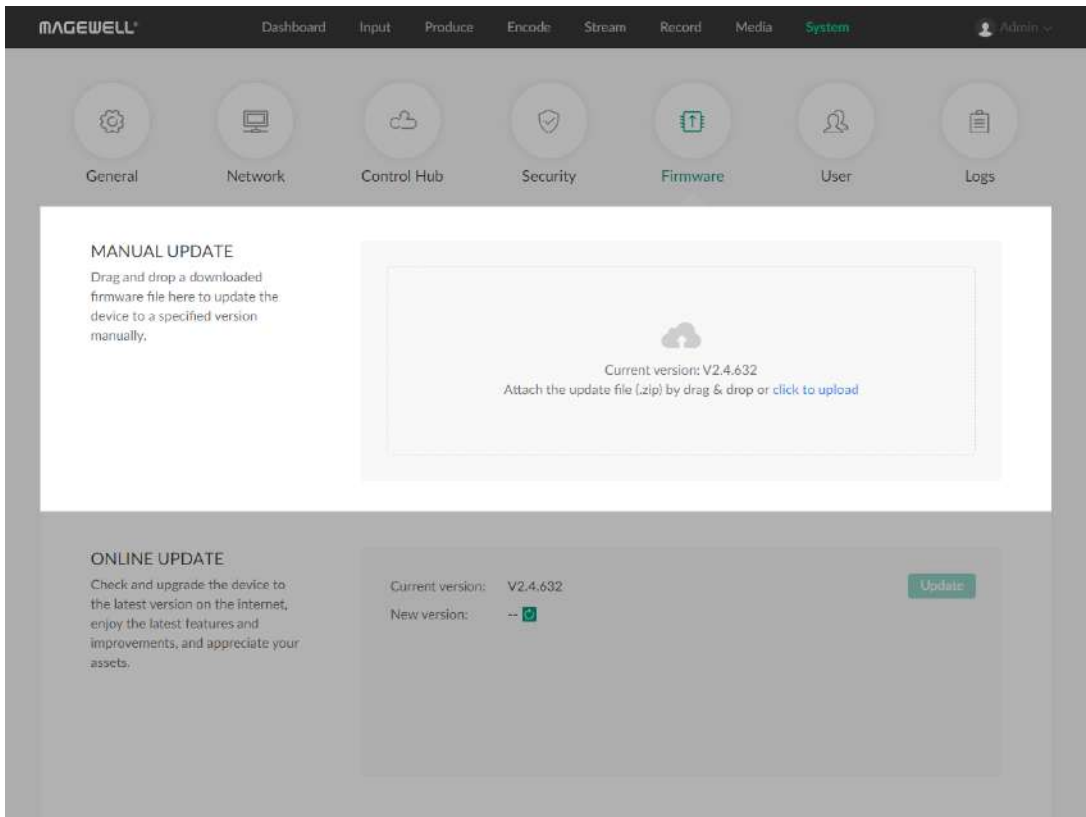 MAGEWELL
Dashboard Input Produce Encode Stream Record Media System Admin
General Network Control Hub Security Firmware User Logs
MANUAL UPDATE
Drag and drop a downloaded
firmware file here to update the
device to a specified version
manually.
Current version: V2.4.632
Attach the update file (.zip) by drag & drop or click to upload
ONLINE UPDATE
Check and upgrade the device to
the latest version on the internet,
enjoy the latest features and
improvements, and appreciate your
assets.
Current version: V2.4.632
New version: --
Update